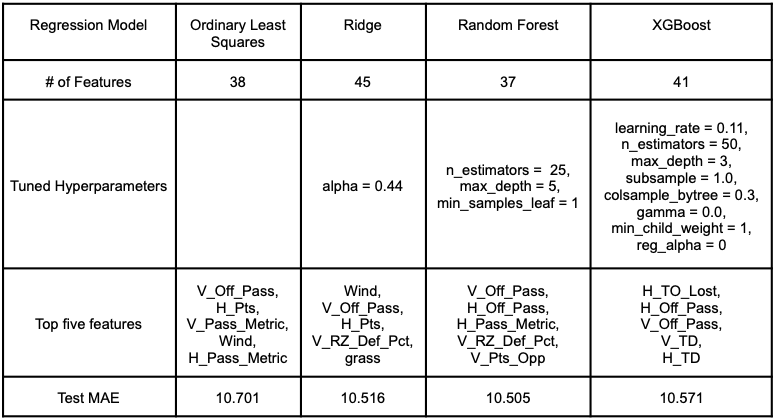 Regression Model
Ordinary Least
Squares
Ridge
Random Forest
XGBoost
# of Features
38
45
37
41
Tuned Hyperparameters
alpha = 0.44
n_estimators = 25,
max_depth = 5,
min_samples_leaf = 1
learning_rate = 0.11,
n_estimators = 50,
max_depth = 3,
subsample = 1.0,
colsample_bytree = 0.3,
gamma = 0.0,
min_child_weight = 1,
reg_alpha = 0
Top five features
V_Off_Pass,
H_Pts,
V_Pass_Metric,
Wind,
H_Pass_Metric
Wind,
V_Off_Pass,
H_Pts,
V_RZ_Def_Pct,
grass
V_Off_Pass,
H_Off_Pass,
H_Pass_Metric,
V_RZ_Def_Pct,
V_Pts_Opp
H_TO_Lost,
H_Off_Pass,
V_Off_Pass,
V_TD,
H_TD
Test MAE
10.701
10.516
10.505
10.571